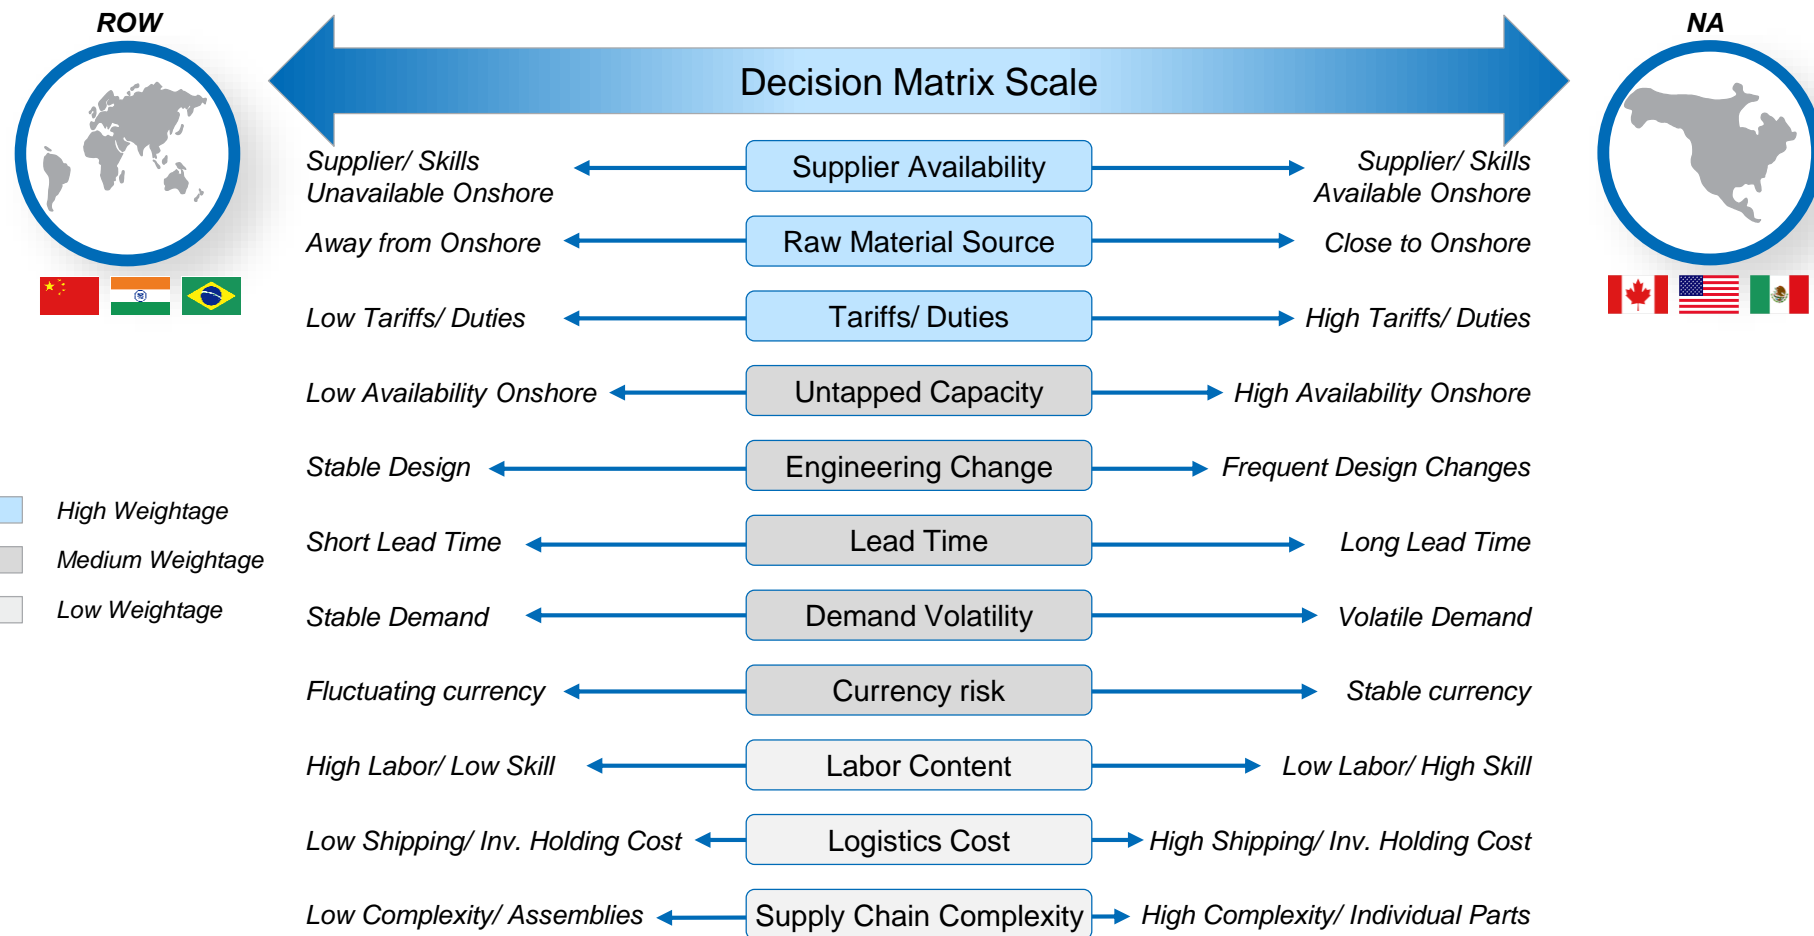 ROW
NA
Decision Matrix Scale
Supplier/ Skills
Unavailable Onshore
Supplier Availability
Supplier/ Skills
Available Onshore
Away from Onshore
Raw Material Source
Close to Onshore
Low Tariffs/ Duties
Tariffs/ Duties
High Tariffs/ Duties
Low Availability Onshore
Untapped Capacity
High Availability Onshore
Stable Design
Engineering Change
Frequent Design Changes
High Weightage
Medium Weightage
Low Weightage
Short Lead Time
Lead Time
Long Lead Time
Stable Demand
Demand Volatility
Volatile Demand
Fluctuating currency
Currency risk
Stable currency
High Labor/ Low Skill
Labor Content
Low Labor/ High Skill
Low Shipping/ Inv. Holding Cost
Logistics Cost
High Shipping/ Inv. Holding Cost
Low Complexity/ Assemblies
Supply Chain Complexity
High Complexity/ Individual Parts